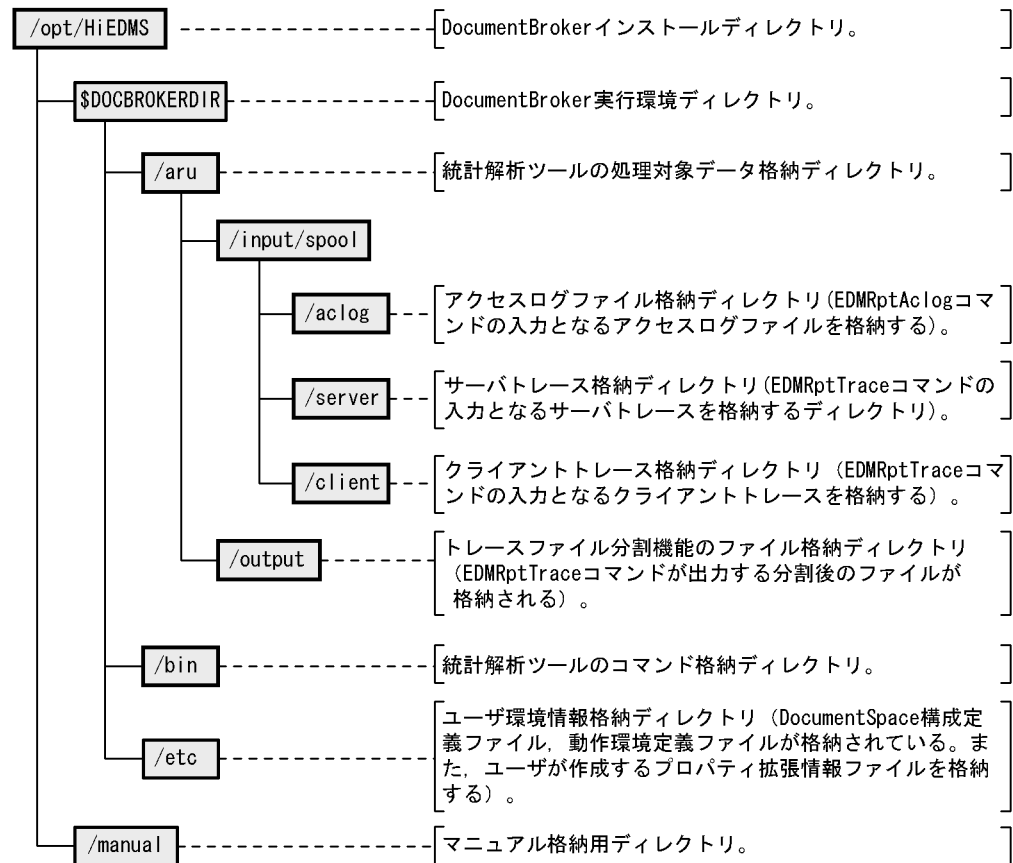 /opt/HiEDMS
DocumentBrokerインストールディレクトリ。
$DOCBROKERDIR
DocumentBroker実行環境ディレクトリ。
/aru
統計解析ツールの処理対象データ格納ディレクトリ。
/input/spool
/aclog
アクセスログファイル格納ディレクトリ(EDMRptAclogコマ
ンドの入力となるアクセスログファイルを格納する)。
/server
サーバトレース格納ディレクトリ(EDMRptTraceコマンドの
入力となるサーバトレースを格納するディレクトリ)。
/client
クライアントトレース格納ディレクトリ（EDMRptTraceコマ
ンドの入力となるクライアントトレースを格納する）。
/output
トレースファイル分割機能のファイル格納ディレクトリ
（EDMRptTraceコマンドが出力する分割後のファイルが
格納される）。
/bin
統計解析ツールのコマンド格納ディレクトリ。
/etc
ユーザ環境情報格納ディレクトリ（DocumentSpace構成定
義ファイル，動作環境定義ファイルが格納されている。ま
た，ユーザが作成するプロパティ拡張情報ファイルを格納
する）。
/manual
マニュアル格納用ディレクトリ。